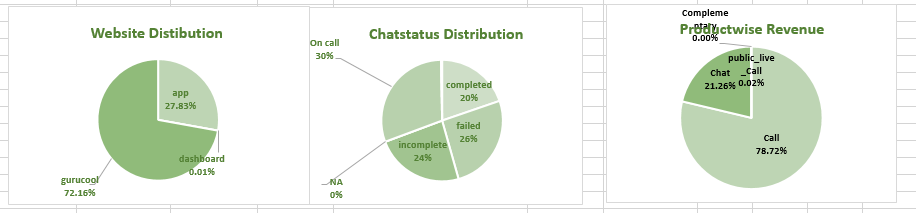 Website Distibution
app
27.83%
dashboard
0.01%
gurucool
72.16%
Chatstatus Distribution
On call
30%
completed
20%
failed
26%
incomplete
24%
NA
0%
Productwise Revenue
Compleme
ntary
0.00%
public_live
_Call
0.02%
Chat
21.26%
Call
78.72%